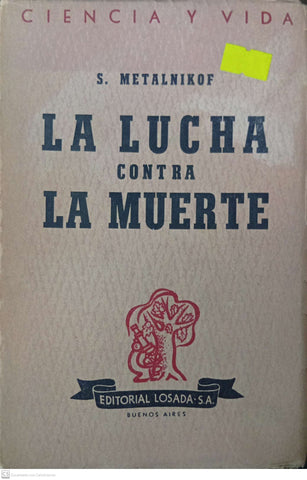 CIENCIA Y VIDA
S. METALNIKOF
LA LUCHA
CONTRA
LA MUERTE
EDITORIAL LOSADA·S.A.
BUENOS AIRES